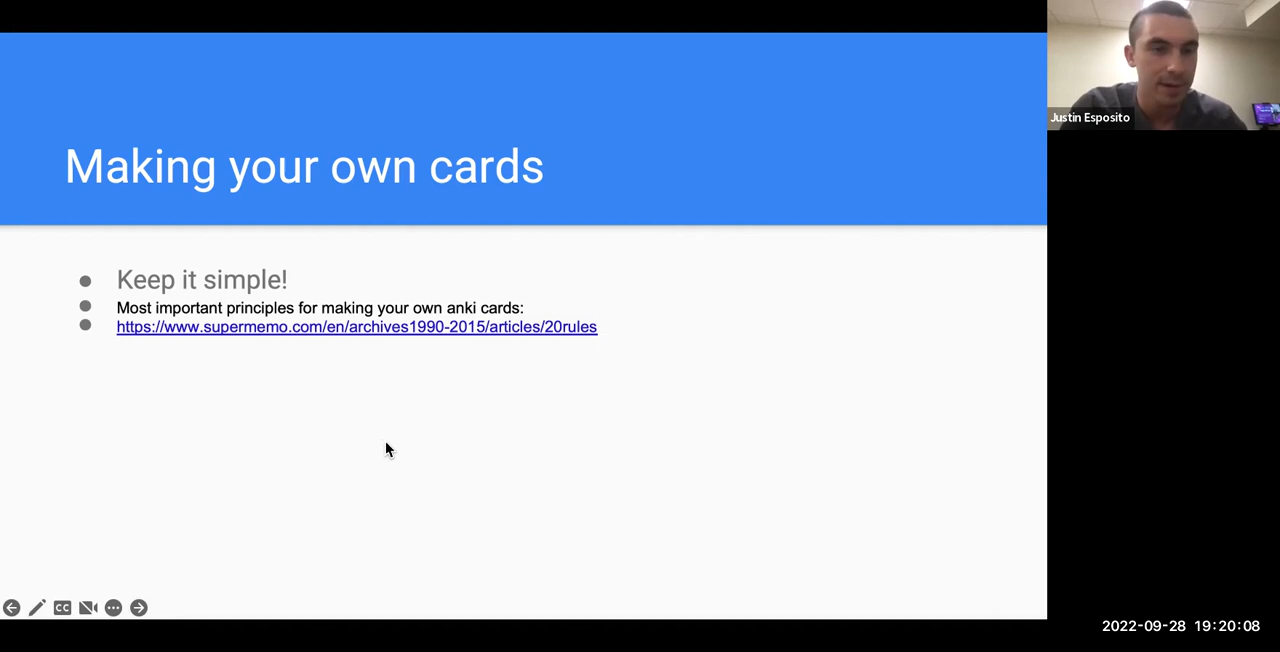 Making your own cards
Keep it simple!
Most important principles for making your own anki cards:
https://www.supermemo.com/en/archives1990-2015/articles/20rules
Justin Esposito
CC
2022-09-28 19:20:08